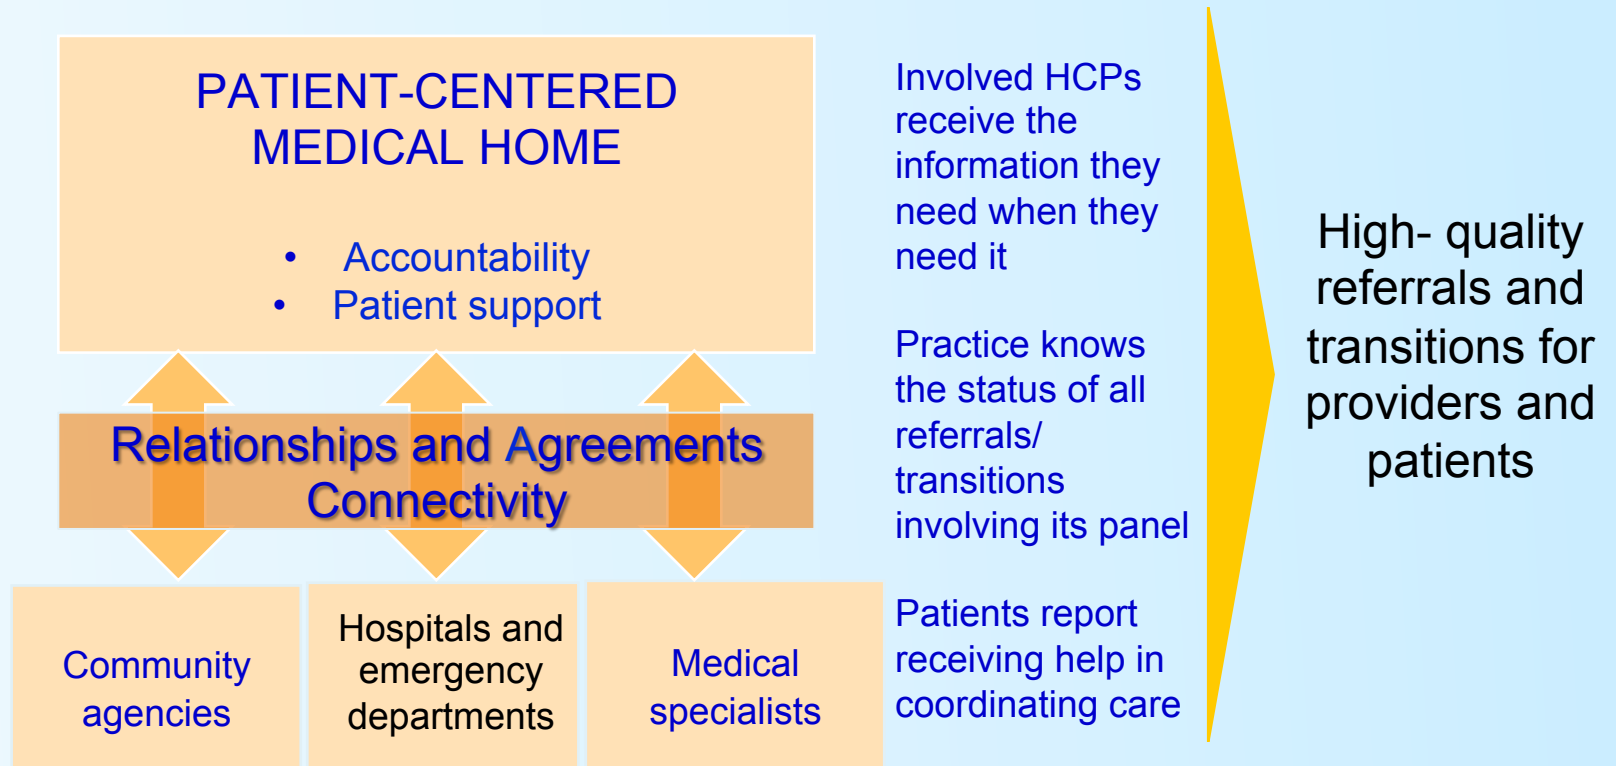 PATIENT-CENTERED
MEDICAL HOME
• Accountability
• Patient support
Relationships and Agreements
Connectivity
Community
agencies
Hospitals and
emergency
departments
Medical
specialists
Involved HCPs
receive the
information they
need when they
need it
Practice knows
the status of all
referrals/
transitions
involving its panel
Patients report
receiving help in
coordinating care
High- quality
referrals and
transitions for
providers and
patients